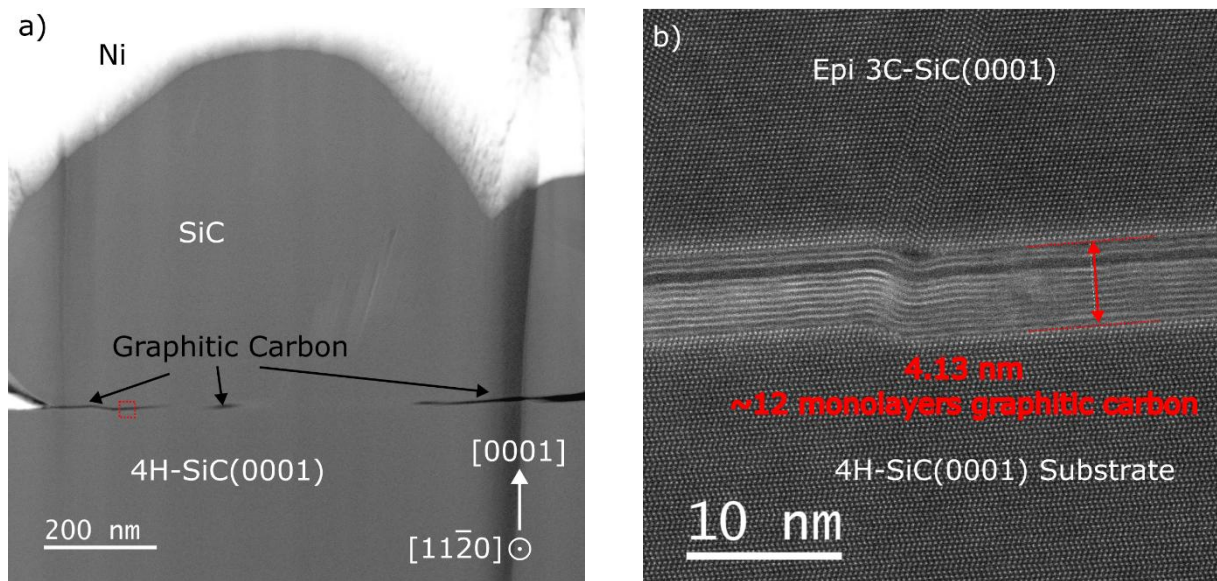 a)
Ni
SiC
Graphitic Carbon
4H-SiC(0001)
[0001]
[112̅0]
200 nm
b)
Epi 3C-SiC(0001)
4.13 nm
~12 monolayers graphitic carbon
4H-SiC(0001) Substrate
10 nm